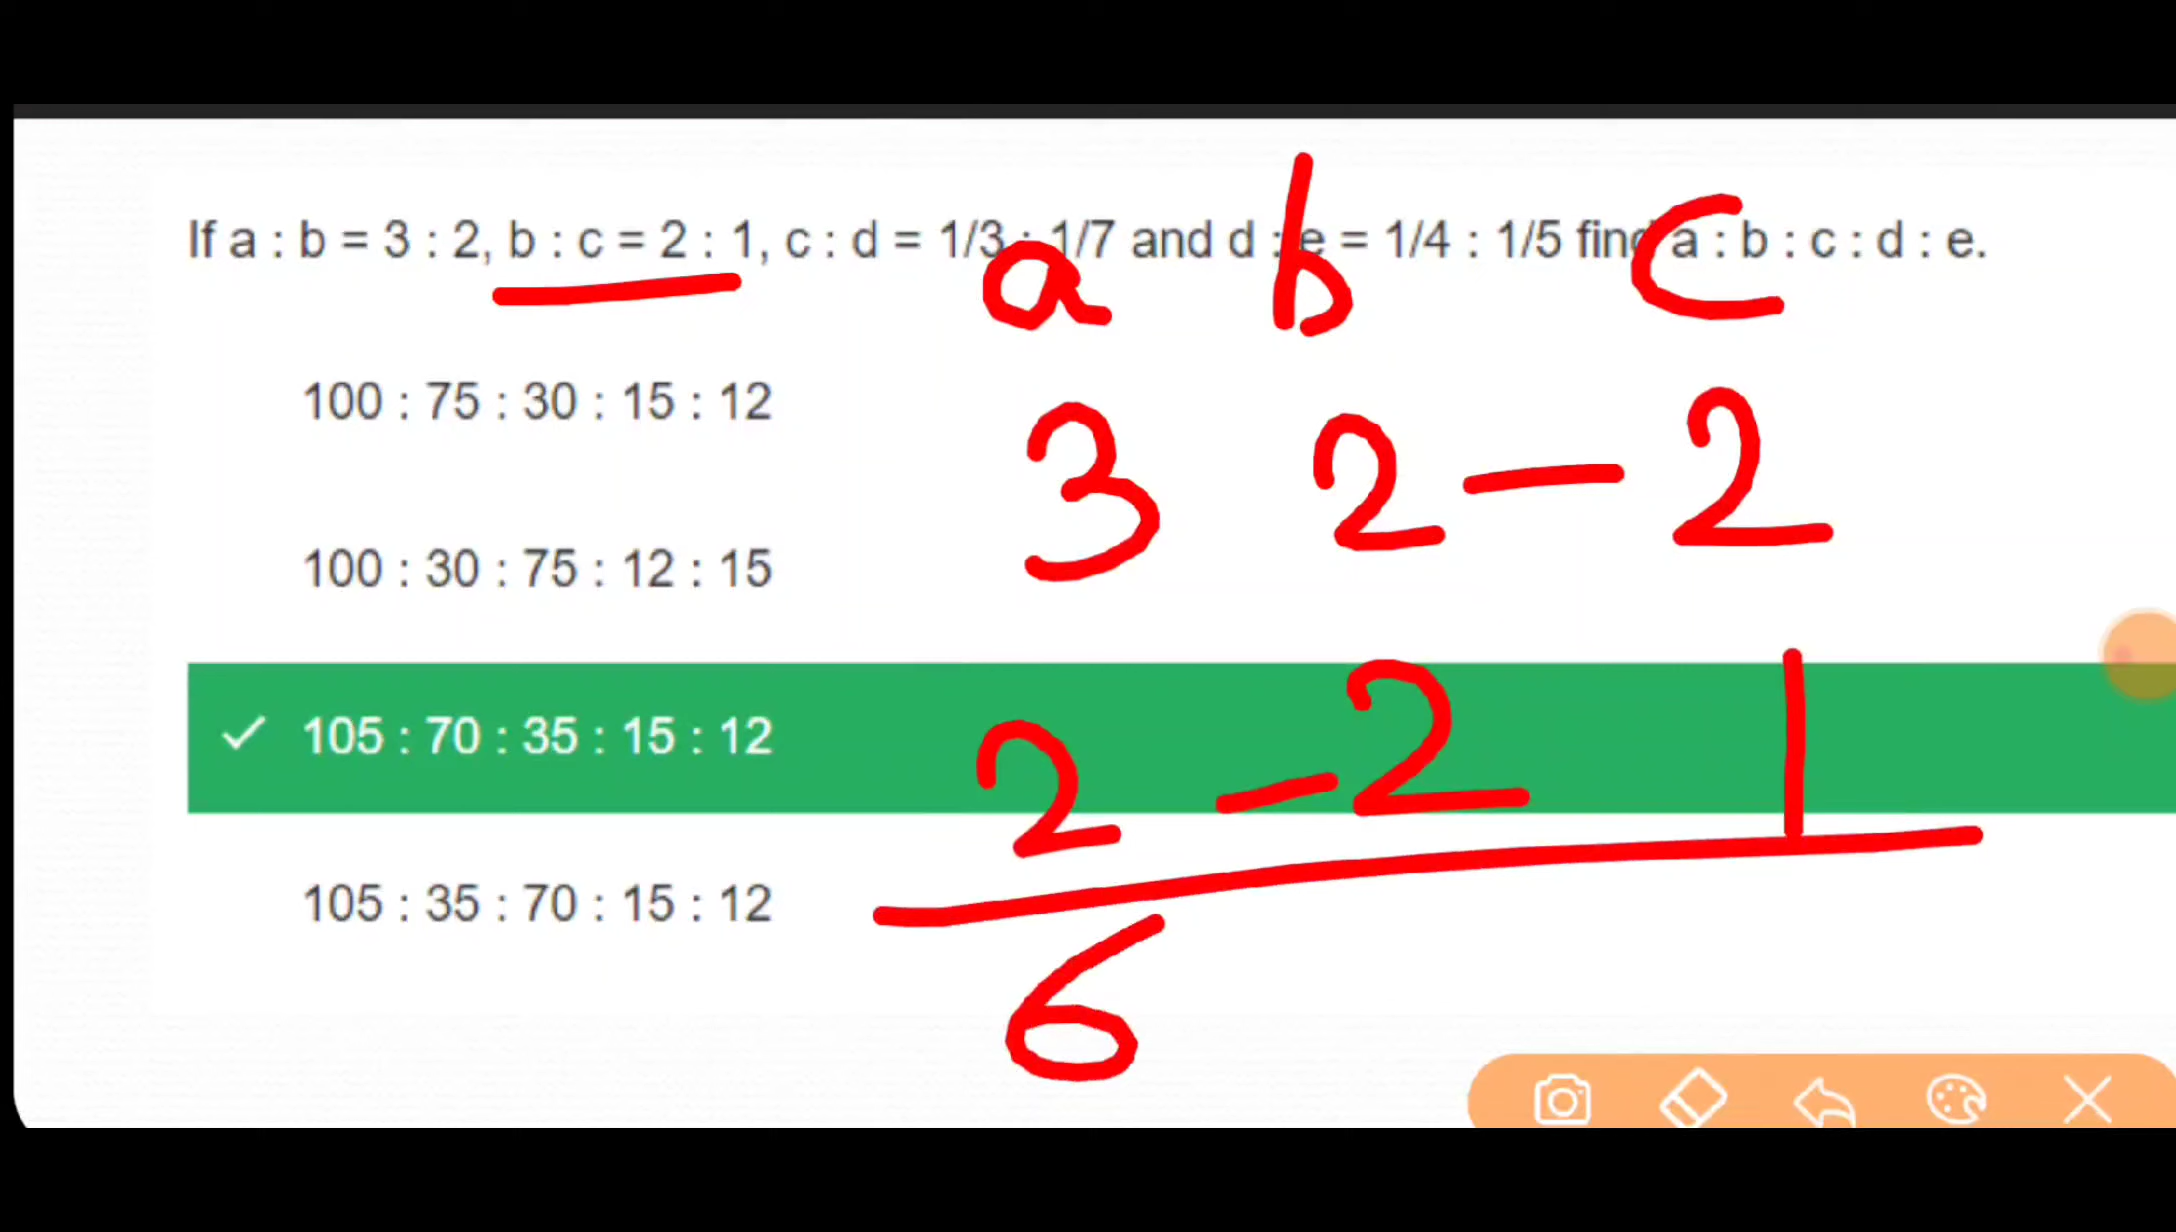 If a : b = 3 : 2, b : c = 2 : 1, c : d = 1/3 : 1/7 and d : e = 1/4 : 1/5 find a : b : c : d : e.
a b c
100 : 75 : 30 : 15 : 12
3 2 – 2
100 : 30 : 75 : 12 : 15
✓ 105 : 70 : 35 : 15 : 12
2 – 2 1
105 : 35 : 70 : 15 : 12
6